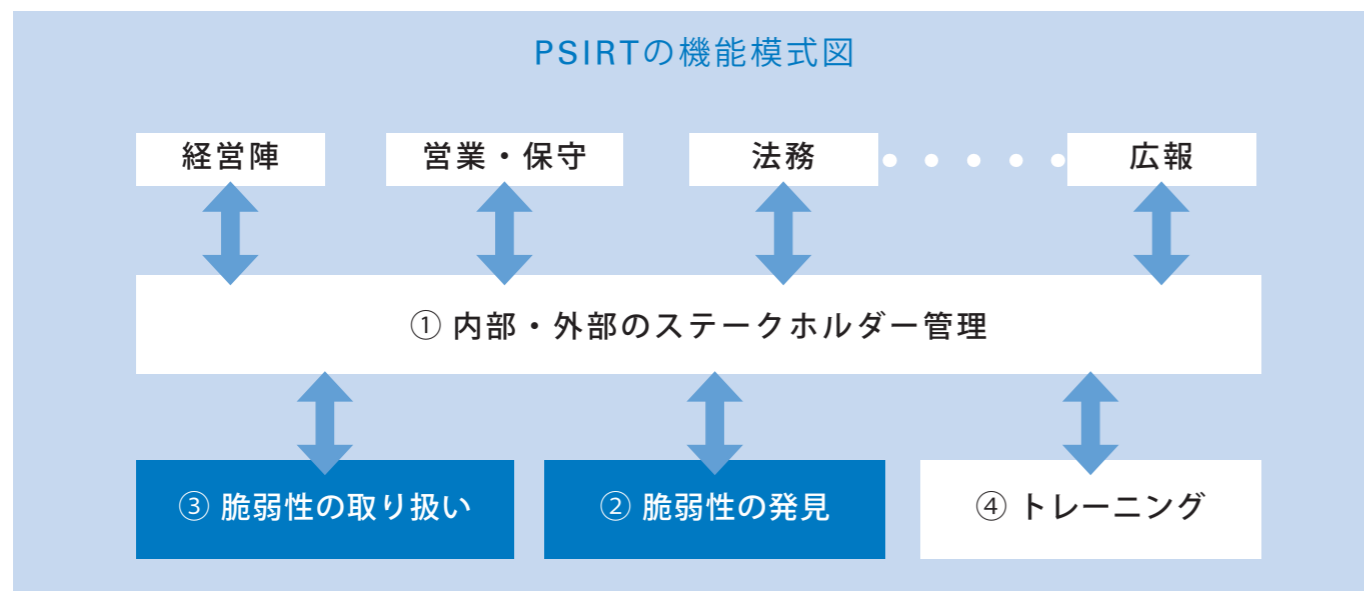 PSIRTの機能模式図
経営陣
営業・保守
法務
広報
① 内部・外部のステークホルダー管理
③ 脆弱性の取り扱い
② 脆弱性の発見
④ トレーニング